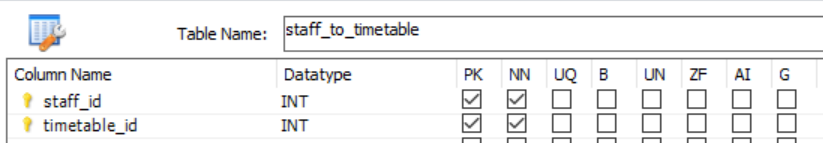 Table Name: staff_to_timetable
Column Name Datatype PK NN UQ B UN ZF AI G
staff_id INT
timetable_id INT